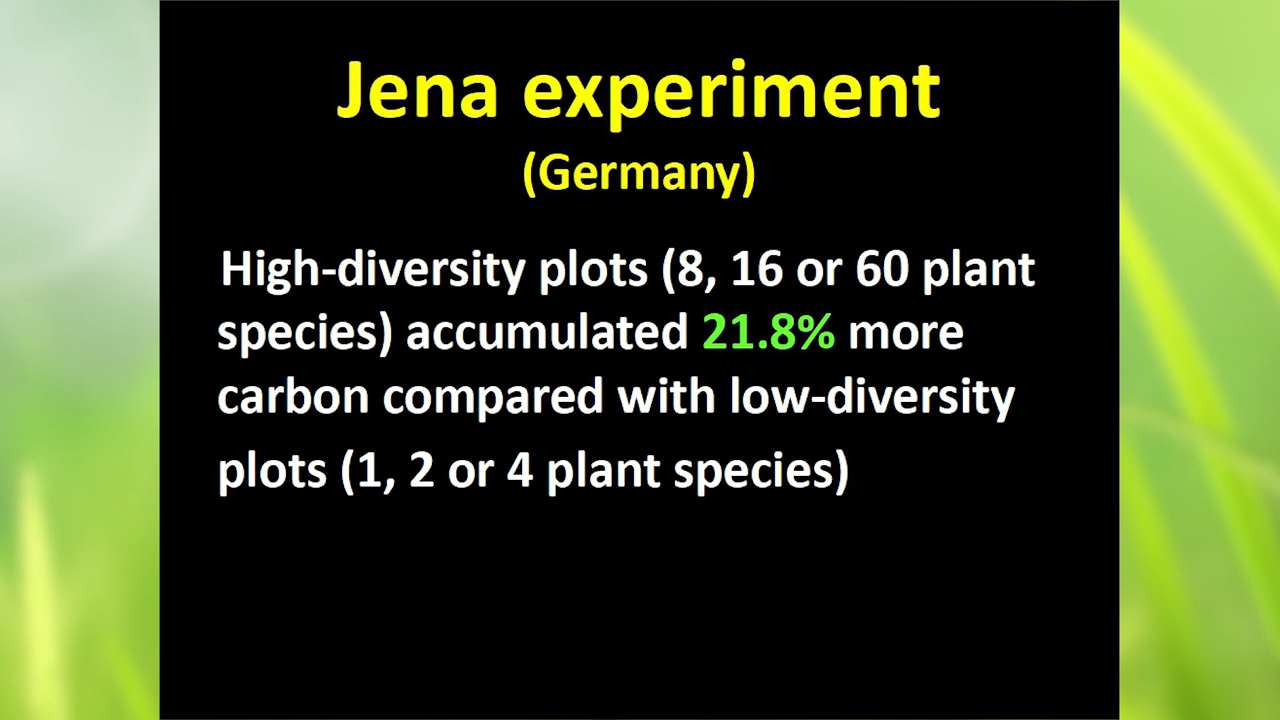 Jena experiment
(Germany)
High-diversity plots (8, 16 or 60 plant
species) accumulated 21.8% more
carbon compared with low-diversity
plots (1, 2 or 4 plant species)